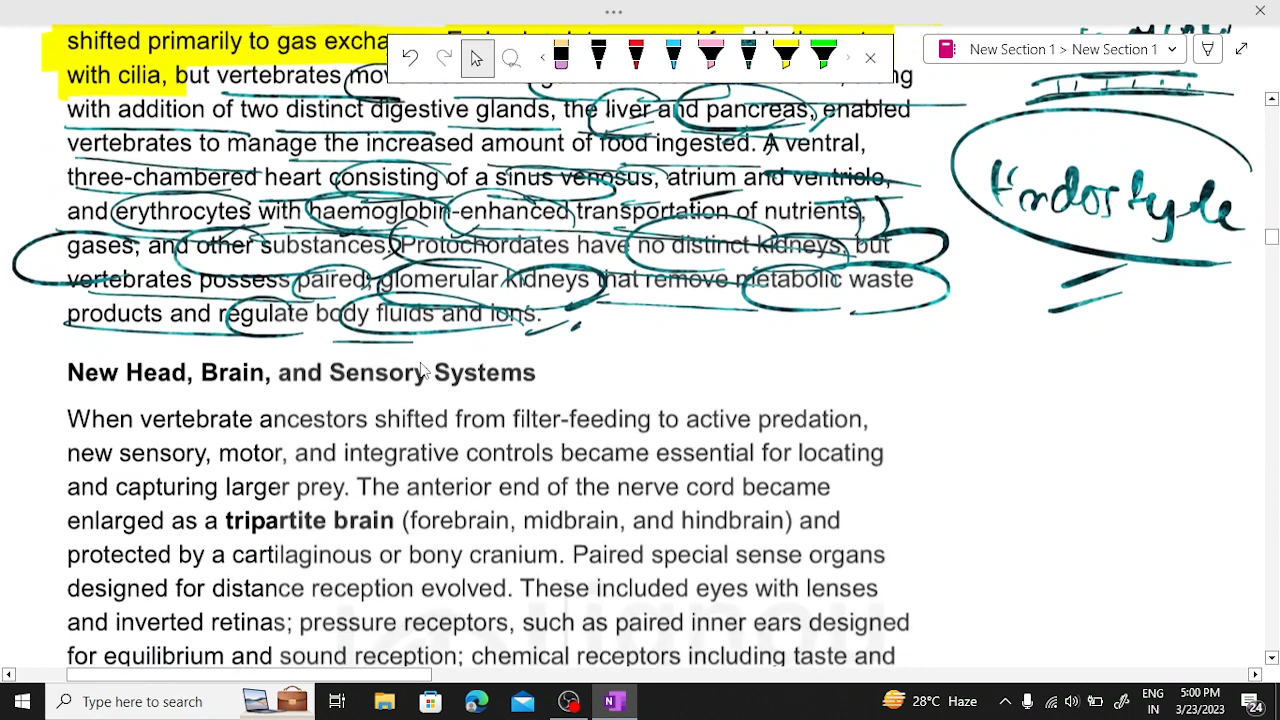 shifted primarily to gas excha
New Section 1 > New Section 1
with cilia, but vertebrates
with addition of two distinct digestive glands, the liver and pancreas, enabled
vertebrates to manage the increased amount of food ingested. A ventral,
three-chambered heart consisting of a sinus venosus, atrium and ventricle,
and erythrocytes with haemoglobin-enhanced transportation of nutrients,
gases, and other substances. Protochordates have no distinct kidneys, but
vertebrates possess paired, glomerular kidneys that remove metabolic waste
products and regulate body fluids and ions.
Endostyle
New Head, Brain, and Sensory Systems
When vertebrate ancestors shifted from filter-feeding to active predation,
new sensory, motor, and integrative controls became essential for locating
and capturing larger prey. The anterior end of the nerve cord became
enlarged as a tripartite brain (forebrain, midbrain, and hindbrain) and
protected by a cartilaginous or bony cranium. Paired special sense organs
designed for distance reception evolved. These included eyes with lenses
and inverted retinas; pressure receptors, such as paired inner ears designed
for equilibrium and sound reception; chemical receptors including taste and
Type here to search
28°C Haze
ENG
IN
5:00 PM
3/23/2023
24